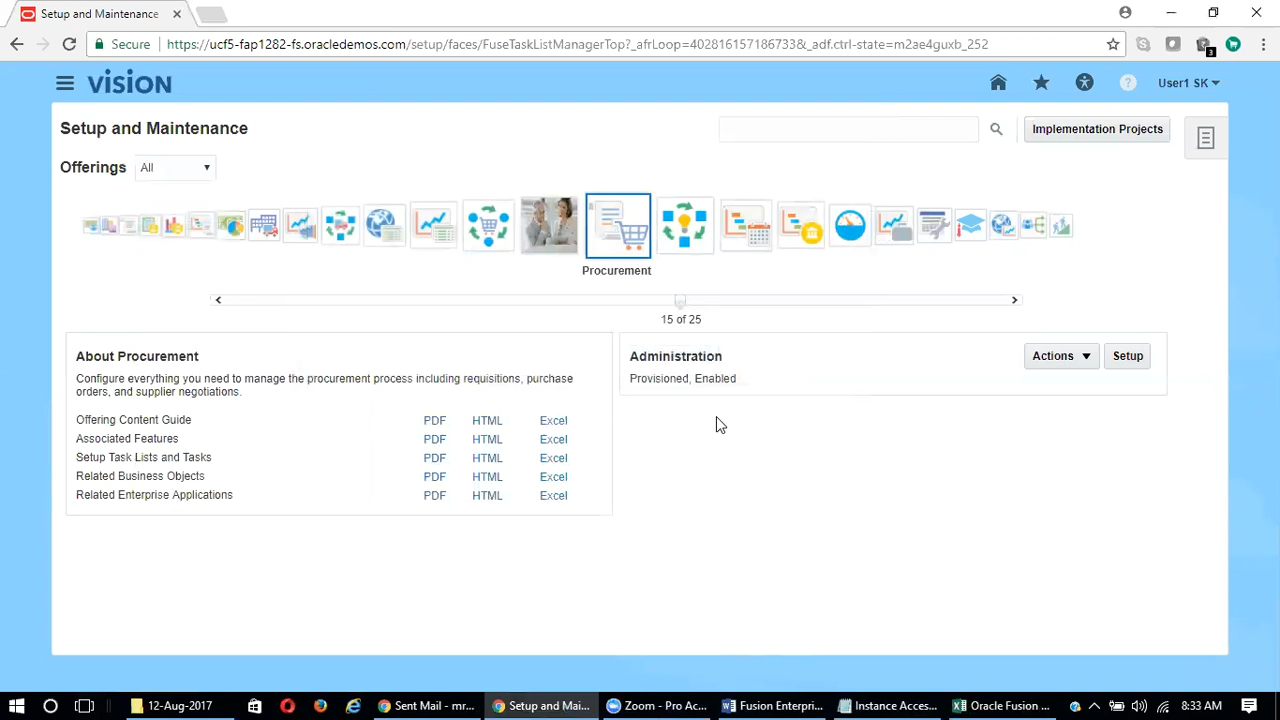 Setup and Maintenance
Secure
https://ucf5-fap1282-fs.oracledemos.com/setup/faces/FuseTaskListManagerTop?_afrLoop=402816157186733&_adf.ctrl-state=m2ae4guxb_252
3
VISION
?
User1 SK
Setup and Maintenance
Implementation Projects
Offerings
All
Procurement
15 of 25
About Procurement
Configure everything you need to manage the procurement process including requisitions, purchase
orders, and supplier negotiations.
Offering Content Guide PDF HTML Excel
Associated Features PDF HTML Excel
Setup Task Lists and Tasks PDF HTML Excel
Related Business Objects PDF HTML Excel
Related Enterprise Applications PDF HTML Excel
Administration
Actions
Setup
Provisioned, Enabled
12-Aug-2017
Sent Mail - mr...
Setup and Mai...
Zoom - Pro Ac...
Fusion Enterpri...
Instance Acces...
Oracle Fusion ...
8:33 AM